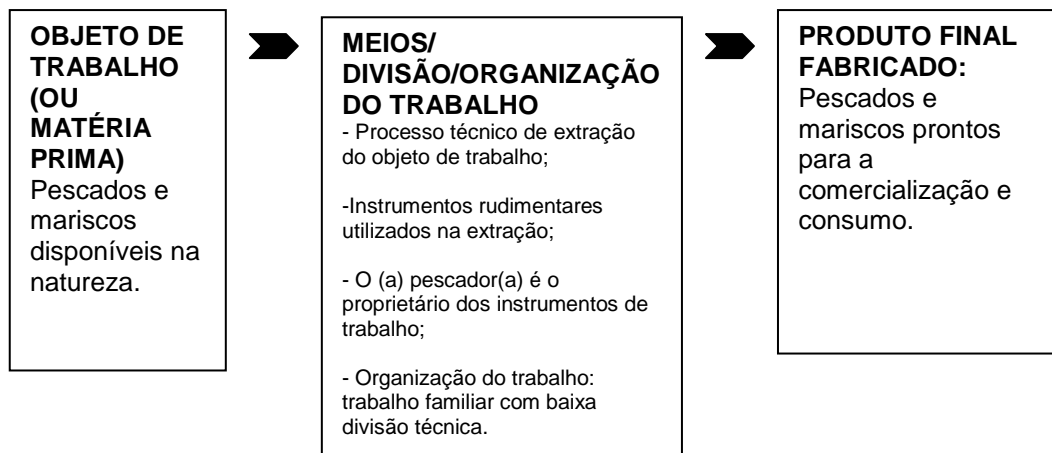 OBJETO DE
TRABALHO
(OU
MATÉRIA
PRIMA)
Pescados e
mariscos
disponíveis na
natureza.
MEIOS/
DIVISÃO/ORGANIZAÇÃO
DO TRABALHO
- Processo técnico de extração
do objeto de trabalho;
-Instrumentos rudimentares
utilizados na extração;
- O (a) pescador(a) é o
proprietário dos instrumentos de
trabalho;
- Organização do trabalho:
trabalho familiar com baixa
divisão técnica.
PRODUTO FINAL
FABRICADO:
Pescados e
mariscos prontos
para a
comercialização e
consumo.